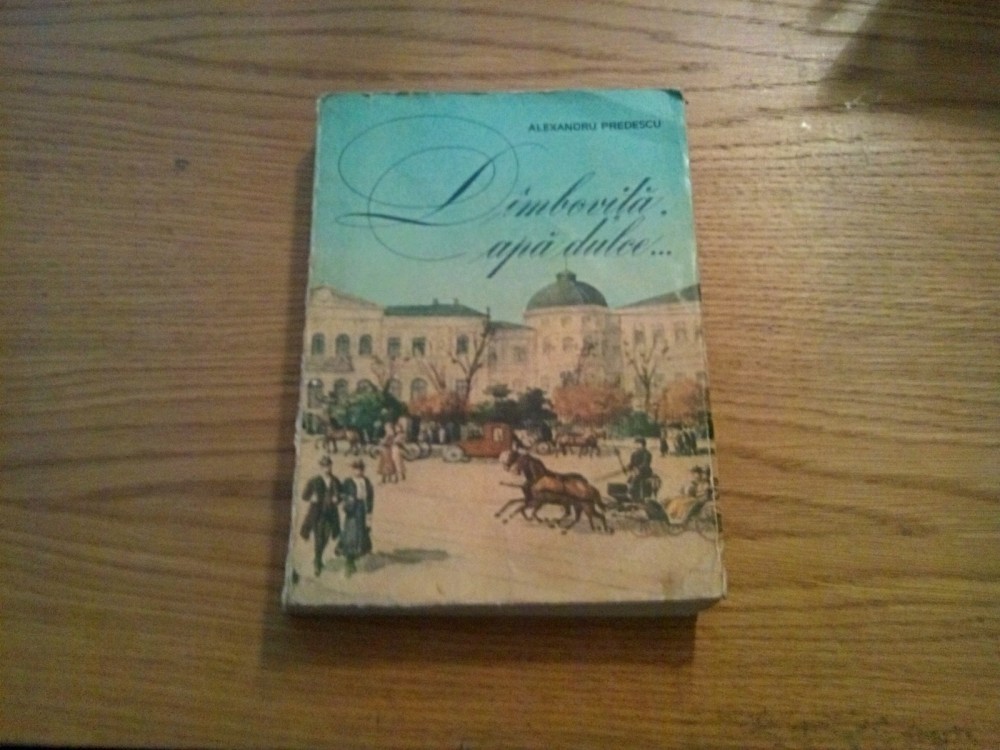 ALEXANDRU PREDESCU
Dîmboviță,
apă dulce...